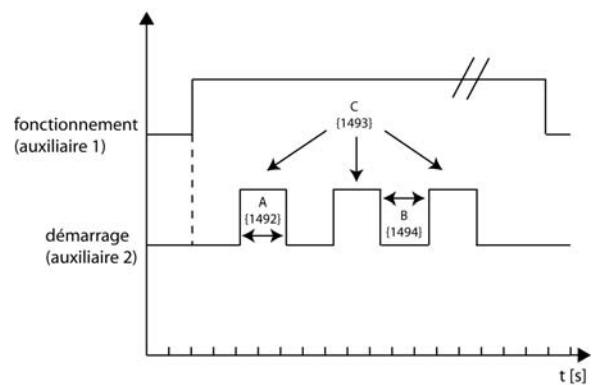 C
{1493}
fonctionnement
(auxiliaire 1)
A
{1492}
B
{1494}
démarrage
(auxiliaire 2)
t [s]